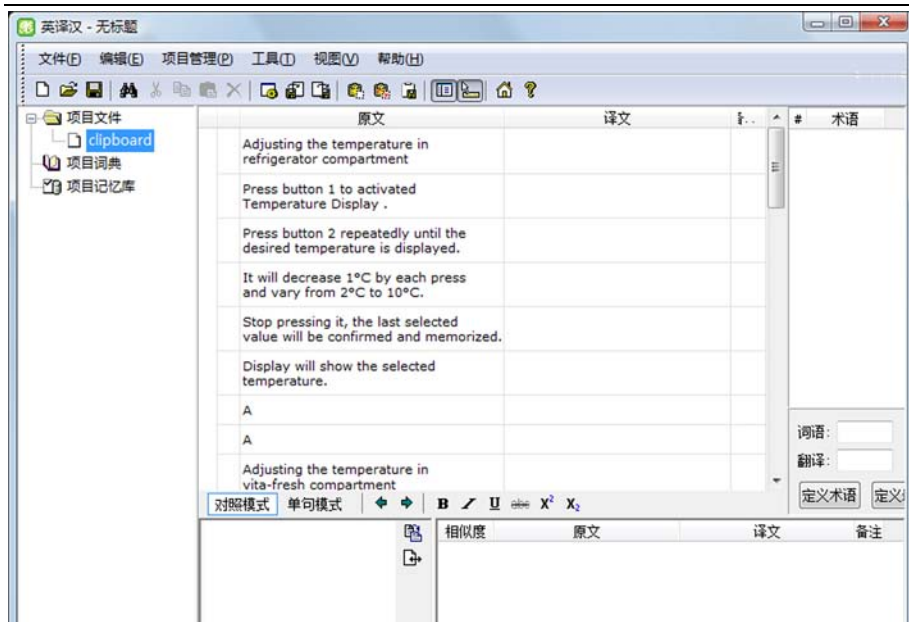 英译汉 - 无标题
文件(F) 编辑(E) 项目管理(P) 工具(T) 视图(V) 帮助(H)
项目文件
clipboard
项目词典
项目记忆库
原文 译文
Adjusting the temperature in
refrigerator compartment
Press button 1 to activated
Temperature Display .
Press button 2 repeatedly until the
desired temperature is displayed.
It will decrease 1°C by each press
and vary from 2°C to 10°C.
Stop pressing it, the last selected
value will be confirmed and memorized.
Display will show the selected
temperature.
A
A
Adjusting the temperature in
vita-fresh compartment
# 术语
词语:
翻译:
定义术语 定义
对照模式 单句模式 B I U abc X² X₂
相似度 原文 译文 备注